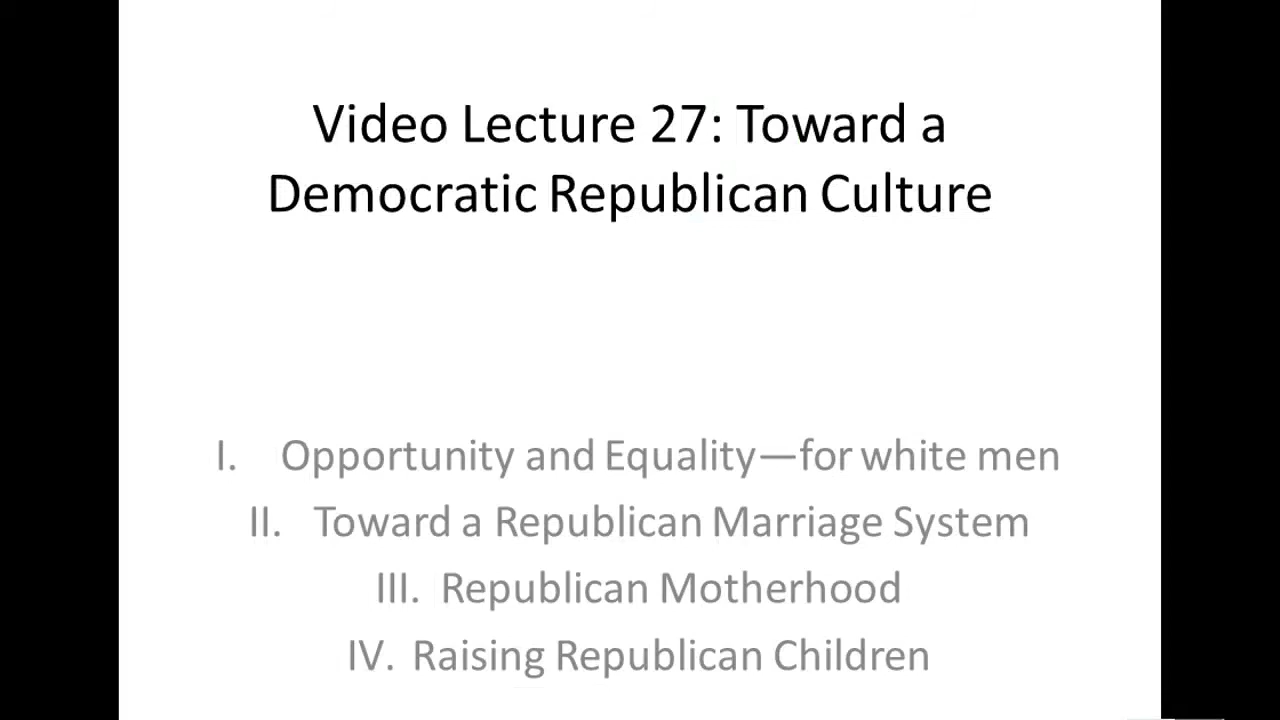 Video Lecture 27: Toward a
Democratic Republican Culture
I. Opportunity and Equality—for white men
II. Toward a Republican Marriage System
III. Republican Motherhood
IV. Raising Republican Children